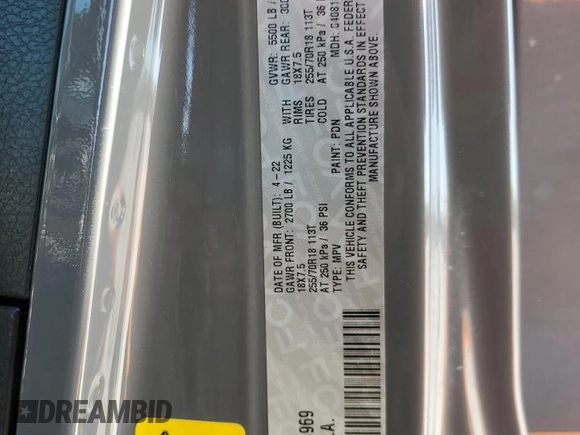 DATE OF MFR (BUILT): 4-22 GVWR: 5500 LB /
GAWR FRONT: 2700 LB / 1225 KG WITH GAWR REAR:
18X7.5 RIMS 18X7.5
255/70R18 113T TIRES 255/70R18 113T
AT 250 kPa / 36 PSI COLD AT 250 kPa / 36
TYPE: MPV PAINT: PDN MDH:
THIS VEHICLE CONFORMS TO ALL APPLICABLE U.S.A. FEDER
SAFETY AND THEFT PREVENTION STANDARDS IN EFFECT
MANUFACTURE SHOWN ABOVE.
969
.A.
DREAMBID